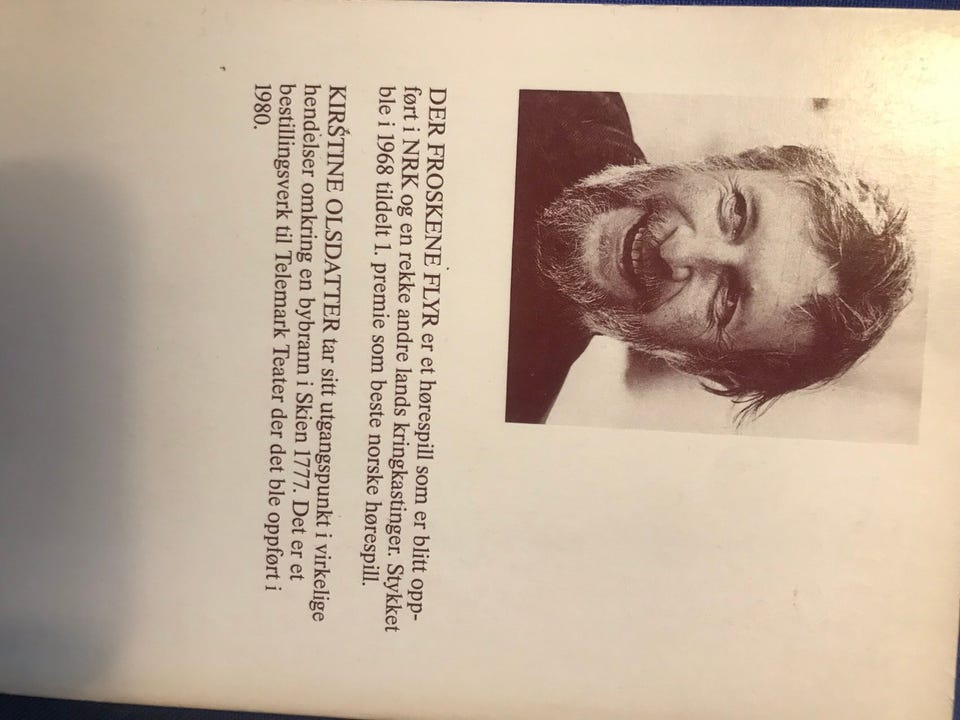 DER FROSKENE FLYR er et hørespill som er blitt opp-
ført i NRK og en rekke andre lands kringkastinger. Stykket
ble i 1968 tildelt 1. premie som beste norske hørespill.
KIRSTINE OLSDATTER tar sitt utgangspunkt i virkelige
hendelser omkring en bybrann i Skien 1777. Det er et
bestillingsverk til Telemark Teater der det ble oppført i
1980.